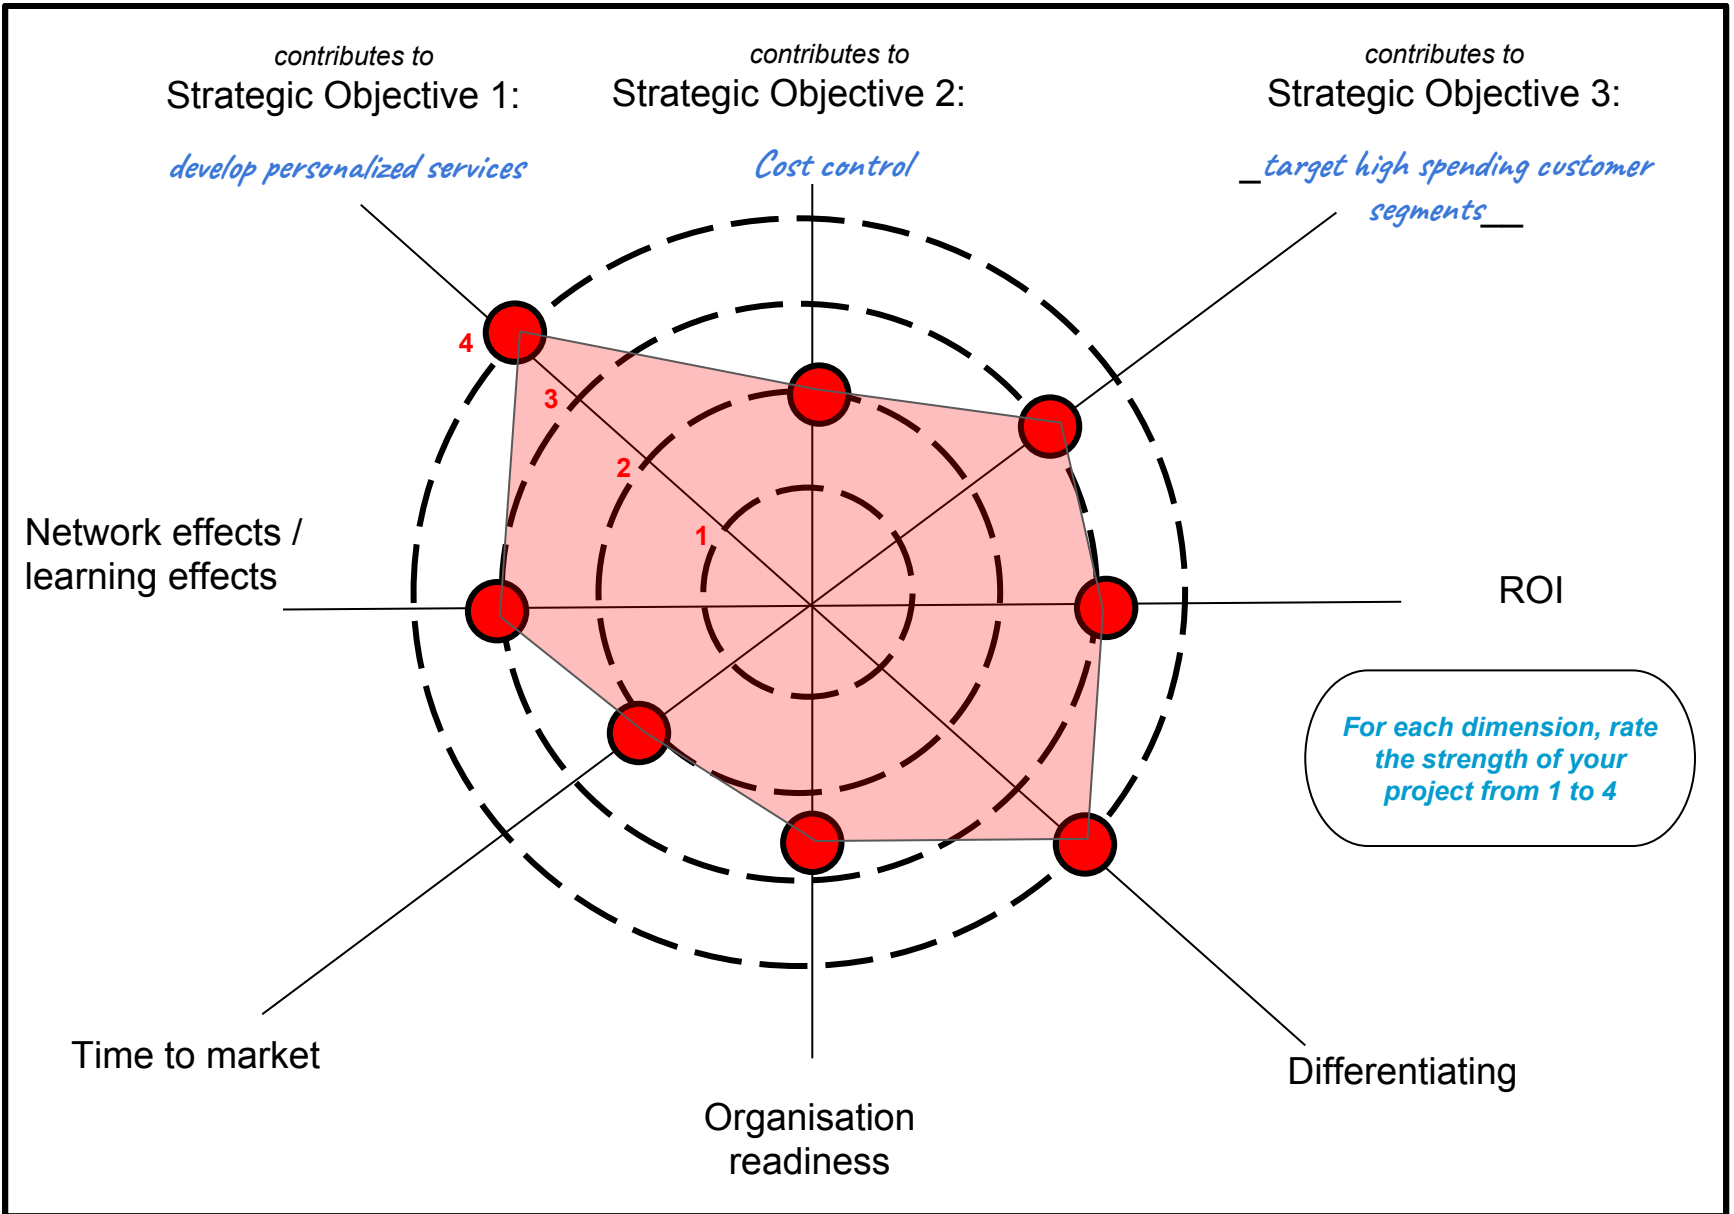 contributes to
Strategic Objective 1:
develop personalized services
contributes to
Strategic Objective 2:
Cost control
contributes to
Strategic Objective 3:
_target high spending customer
segments__
4
3
2
1
Network effects /
learning effects
ROI
For each dimension, rate
the strength of your
project from 1 to 4
Time to market
Organisation
readiness
Differentiating